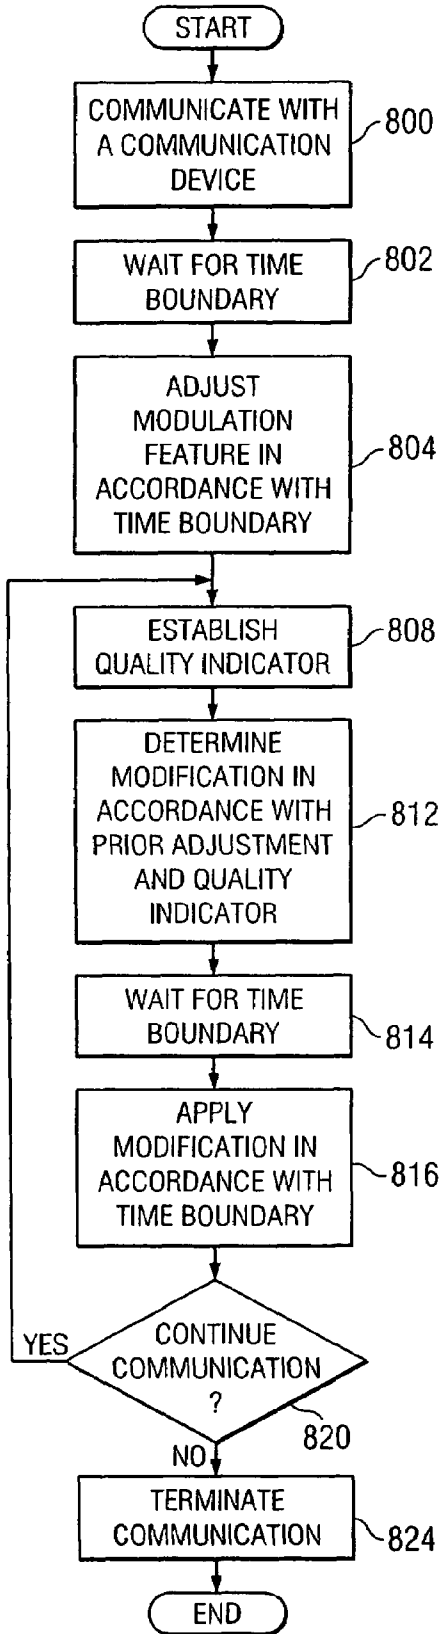 START
COMMUNICATE WITH
A COMMUNICATION
DEVICE
800
WAIT FOR TIME
BOUNDARY
802
ADJUST
MODULATION
FEATURE IN
ACCORDANCE WITH
TIME BOUNDARY
804
ESTABLISH
QUALITY INDICATOR
808
DETERMINE
MODIFICATION IN
ACCORDANCE WITH
PRIOR ADJUSTMENT
AND QUALITY
INDICATOR
812
WAIT FOR TIME
BOUNDARY
814
APPLY
MODIFICATION IN
ACCORDANCE WITH
TIME BOUNDARY
816
YES
CONTINUE
COMMUNICATION
?
820
NO
TERMINATE
COMMUNICATION
824
END